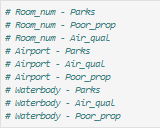 # Room_num - Parks
# Room_num - Poor_prop
# Room_num - Air_qual
# Airport - Parks
# Airport - Air_qual
# Airport - Poor_prop
# Waterbody - Parks
# Waterbody - Air_qual
# Waterbody - Poor_prop